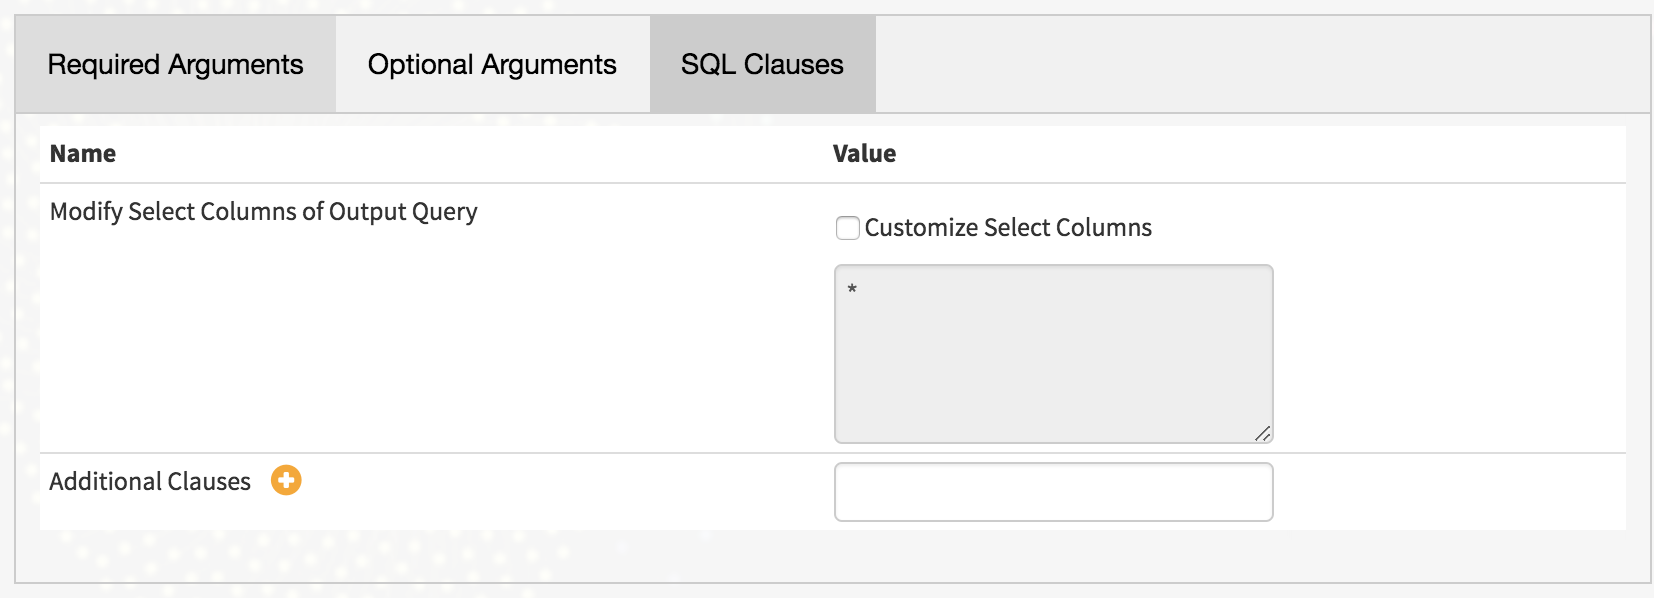 Required Arguments Optional Arguments SQL Clauses
Name Value
Modify Select Columns of Output Query
Customize Select Columns
*
Additional Clauses